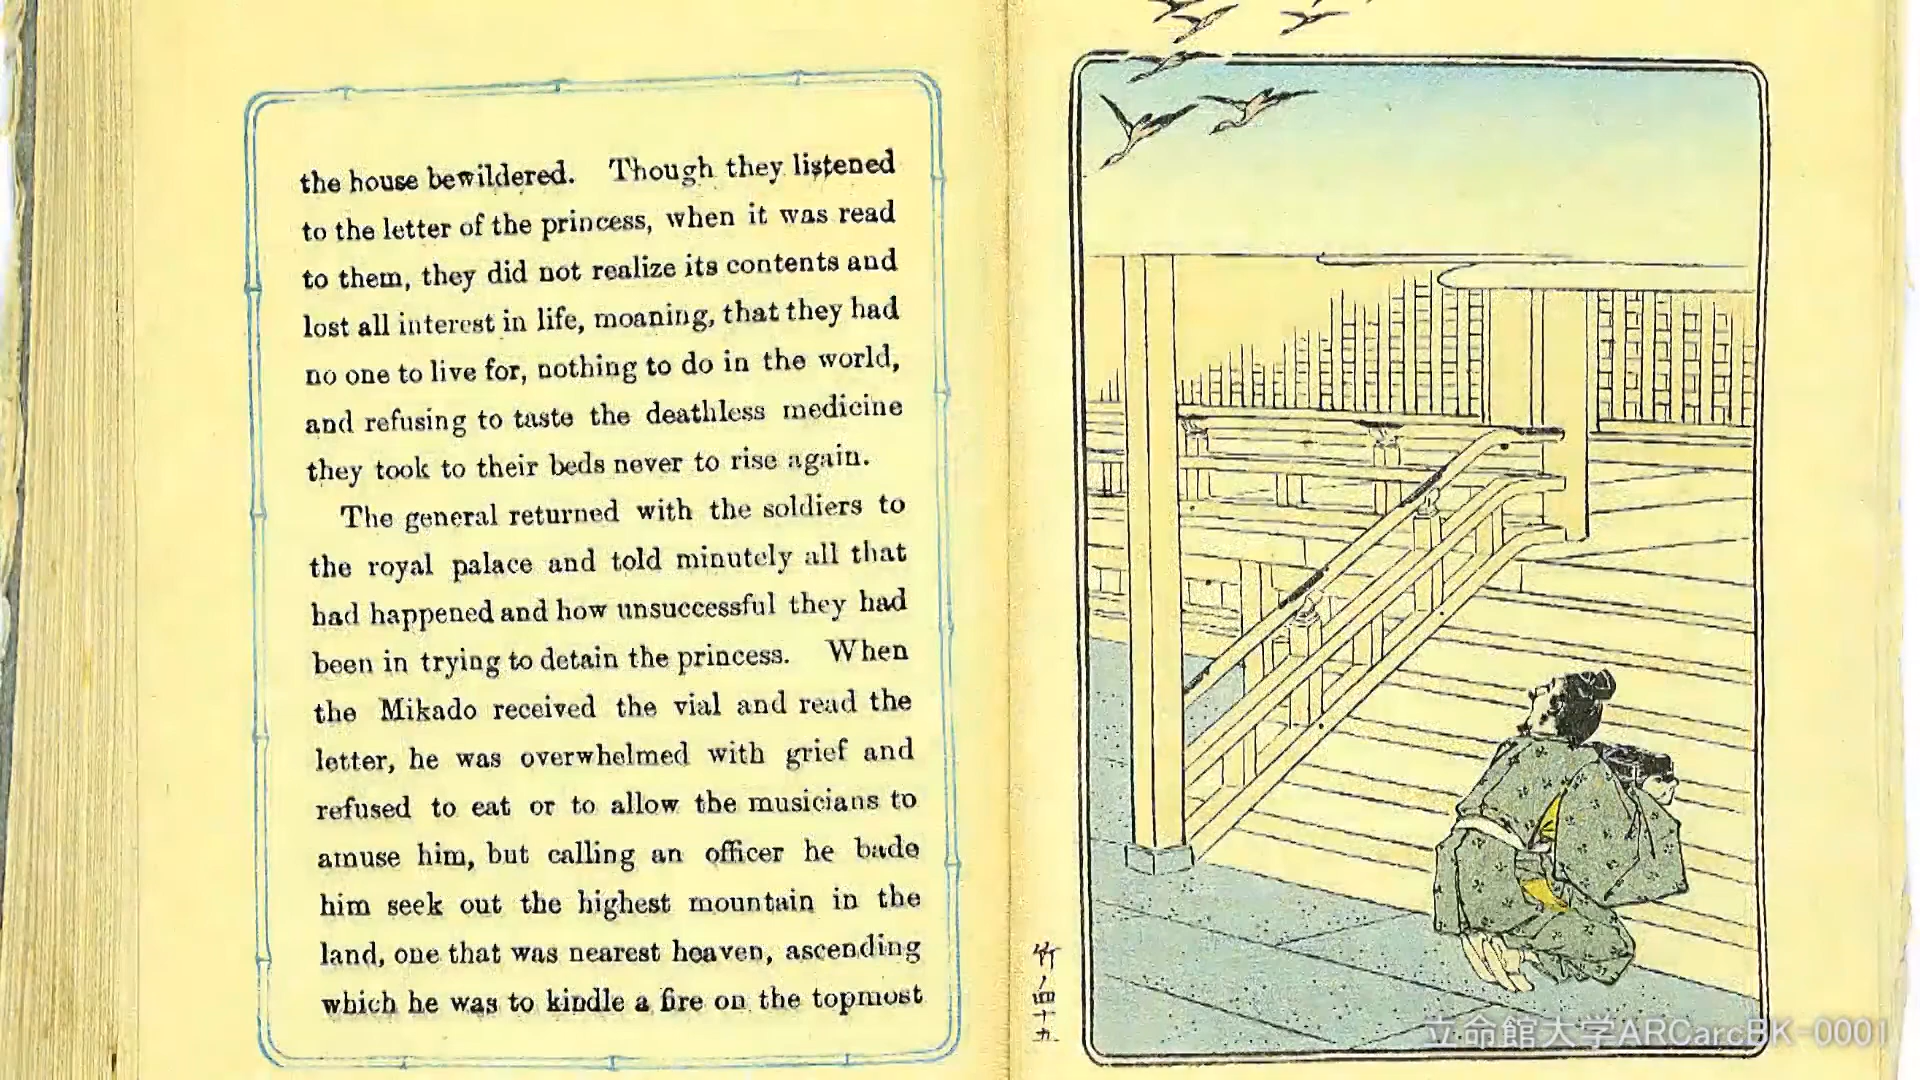 the house bewildered. Though they listened
to the letter of the princess, when it was read
to them, they did not realize its contents and
lost all interest in life, moaning, that they had
no one to live for, nothing to do in the world,
and refusing to taste the deathless medicine
they took to their beds never to rise again.
The general returned with the soldiers to
the royal palace and told minutely all that
had happened and how unsuccessful they had
been in trying to detain the princess. When
the Mikado received the vial and read the
letter, he was overwhelmed with grief and
refused to eat or to allow the musicians to
amuse him, but calling an officer he bade
him seek out the highest mountain in the
land, one that was nearest heaven, ascending
which he was to kindle a fire on the topmost
竹ノ四十五
立命館大学ARCarcBK-0001